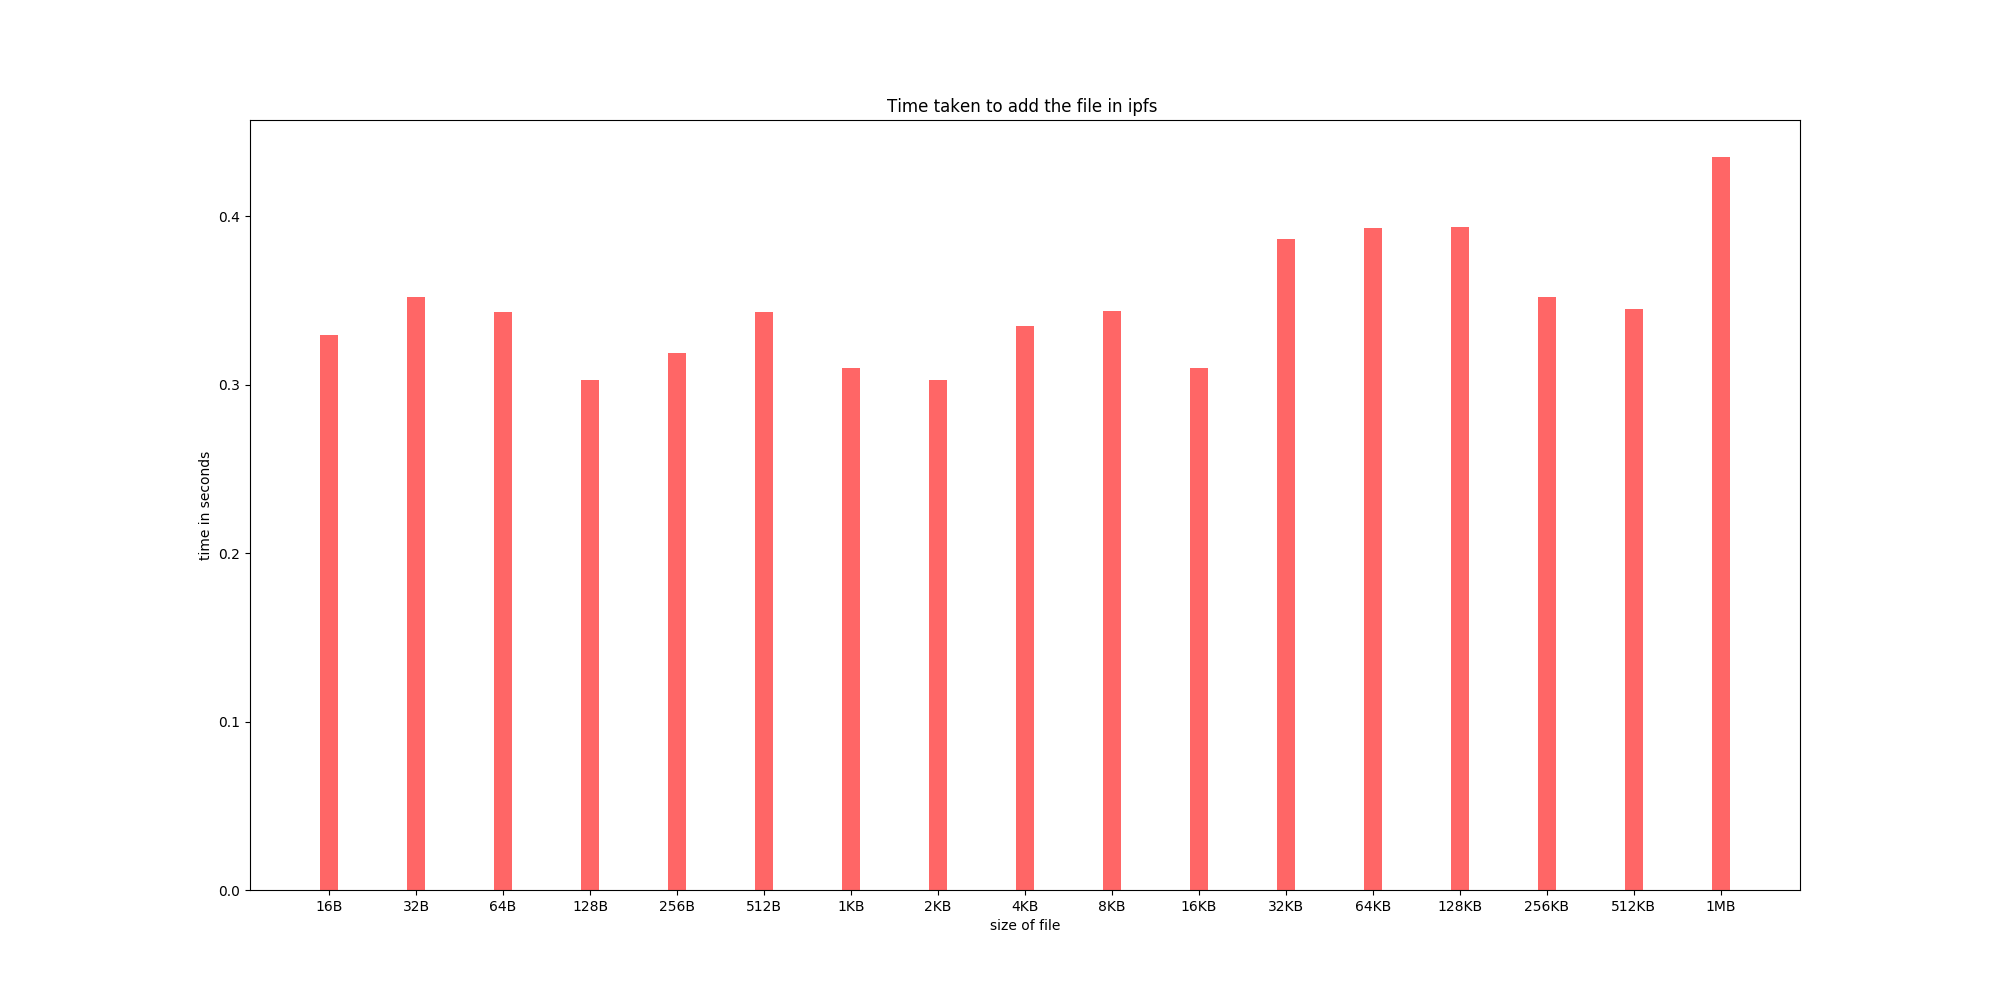 Time taken to add the file in ipfs
time in seconds
0.4
0.3
0.2
0.1
0.0
16B 32B 64B 128B 256B 512B 1KB 2KB 4KB 8KB 16KB 32KB 64KB 128KB 256KB 512KB 1MB
size of file